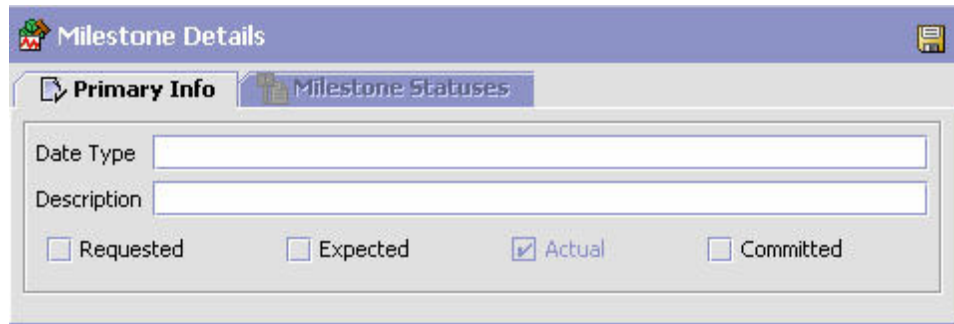 Milestone Details
Primary Info Milestone Statuses
Date Type
Description
Requested Expected Actual Committed